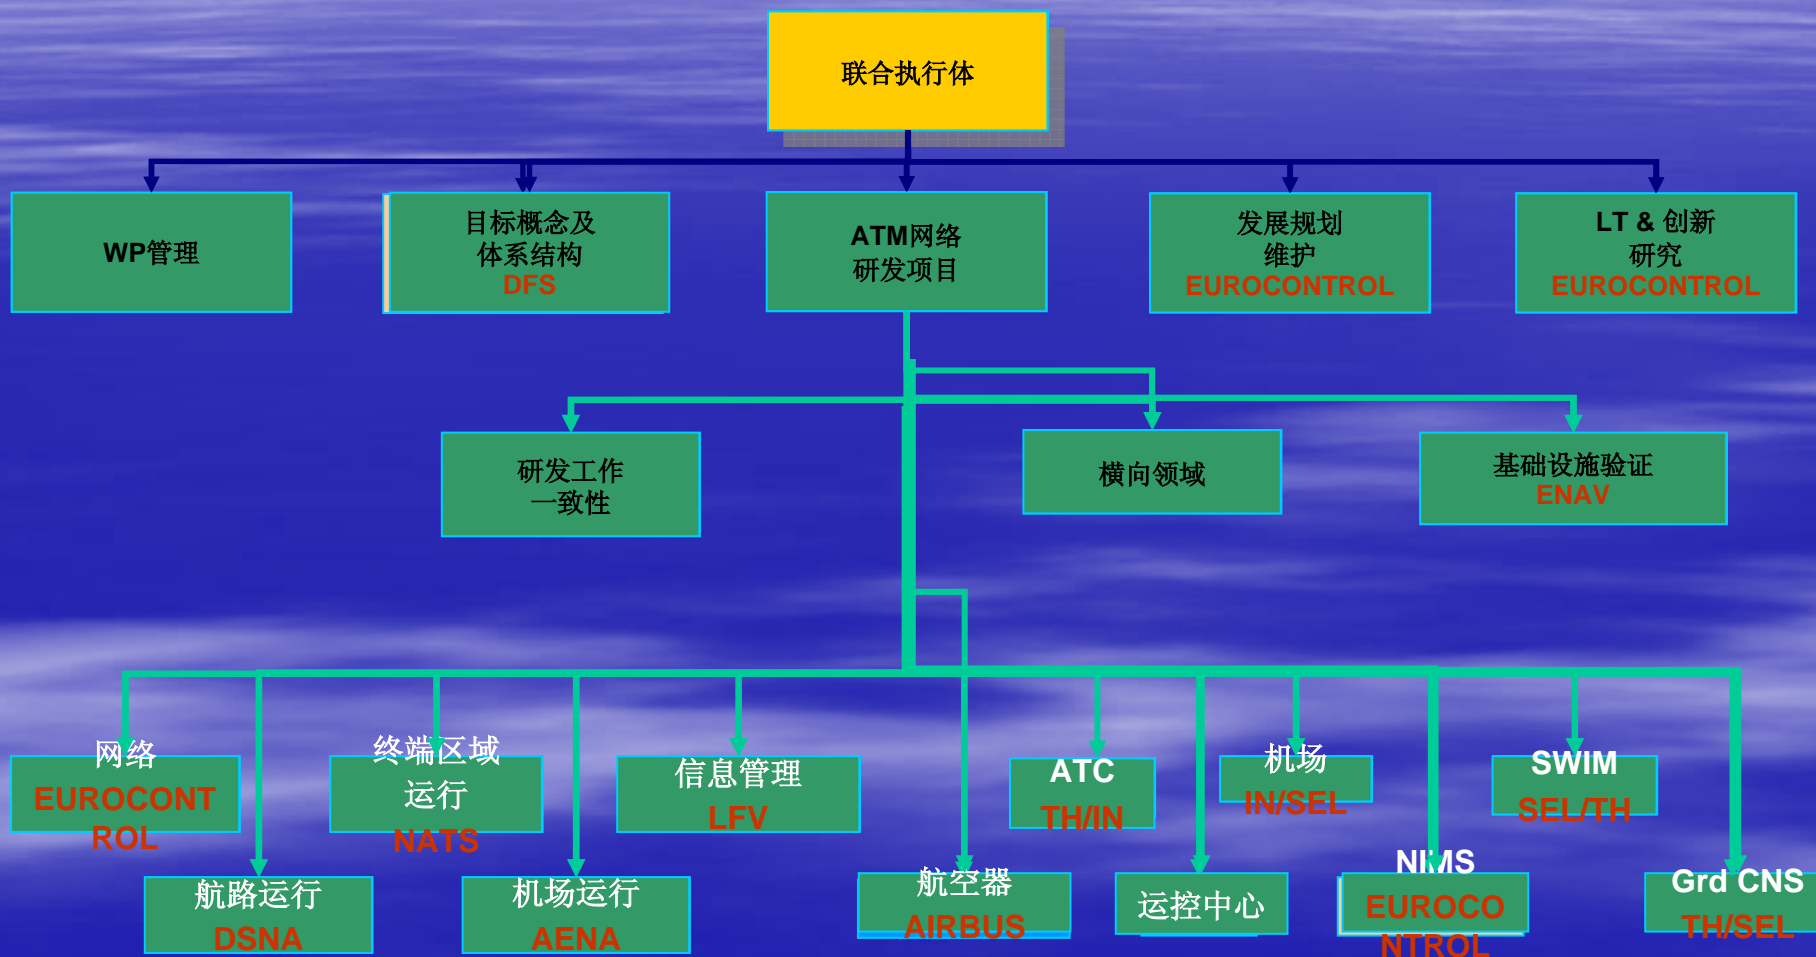 联合执行体
WP管理
目标概念及
体系结构
DFS
ATM网络
研发项目
发展规划
维护
EUROCONTROL
LT & 创新
研究
EUROCONTROL
研发工作
一致性
横向领域
基础设施验证
ENAV
网络
EUROCONT
ROL
终端区域
运行
NATS
信息管理
LFV
ATC
TH/IN
机场
IN/SEL
SWIM
SEL/TH
航路运行
DSNA
机场运行
AENA
航空器
AIRBUS
运控中心
NIMS
EUROCO
NTROL
Grd CNS
TH/SEL